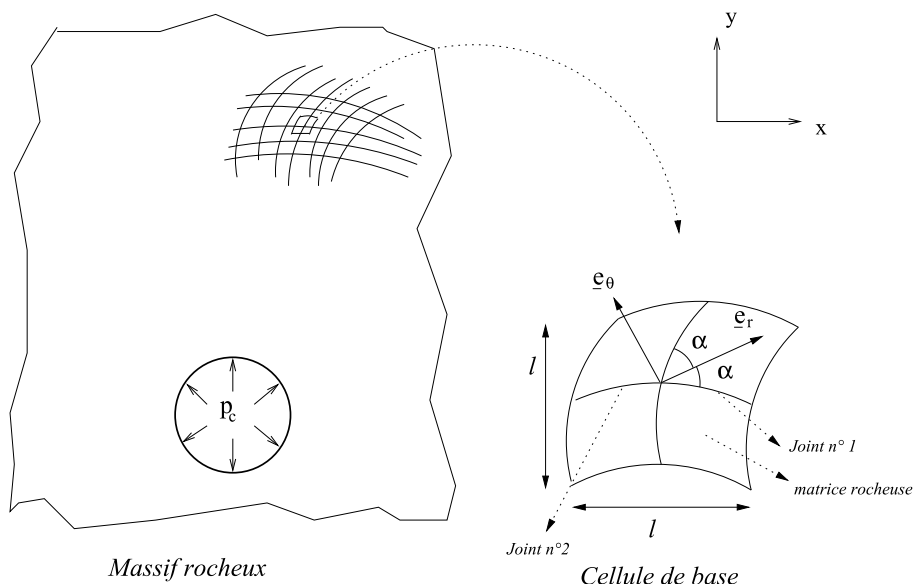 y
x
e_θ
e_r
α
α
l
p_c
Joint n° 1
matrice rocheuse
l
Joint n°2
Massif rocheux
Cellule de base